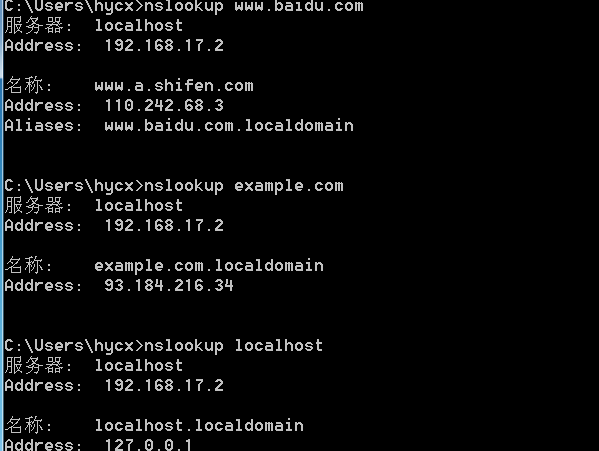 C:\Users\hycx>nslookup www.baidu.com
服务器:  localhost
Address:  192.168.17.2
名称:    www.a.shifen.com
Address:  110.242.68.3
Aliases:  www.baidu.com.localdomain
C:\Users\hycx>nslookup example.com
服务器:  localhost
Address:  192.168.17.2
名称:    example.com.localdomain
Address:  93.184.216.34
C:\Users\hycx>nslookup localhost
服务器:  localhost
Address:  192.168.17.2
名称:    localhost.localdomain
Address:  127.0.0.1